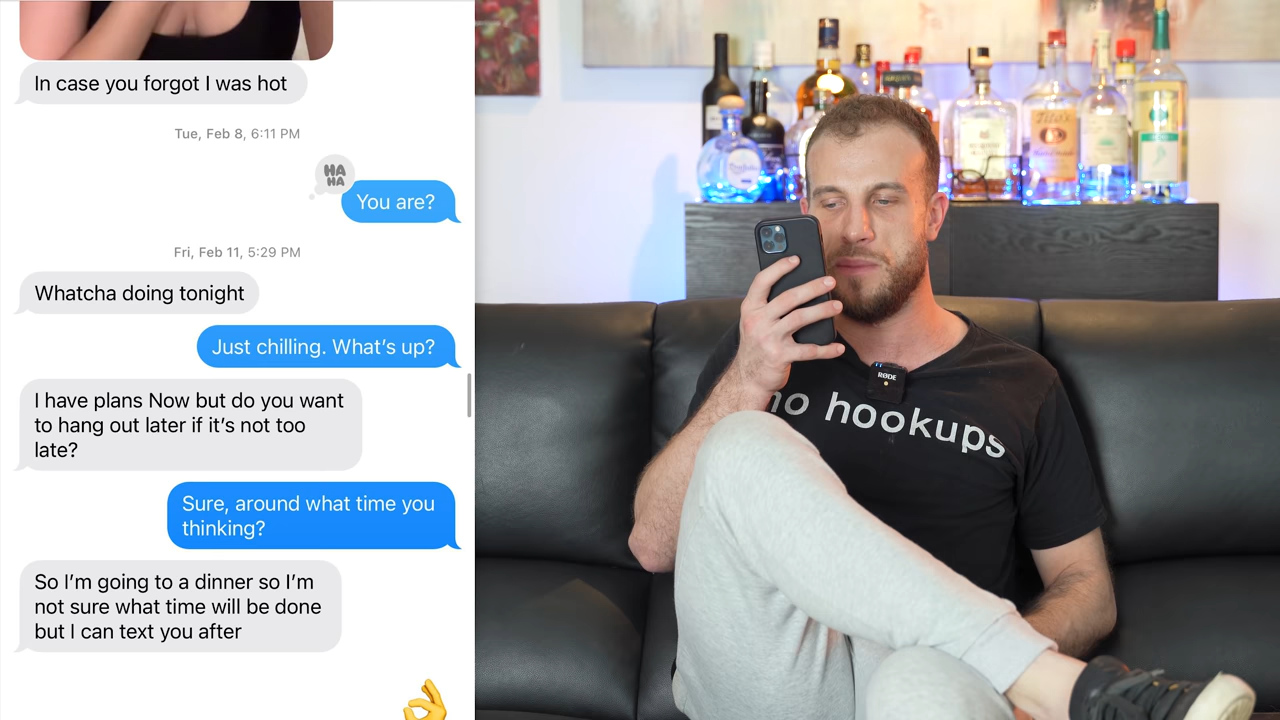 In case you forgot I was hot
Tue, Feb 8, 6:11 PM
HA
HA
You are?
Fri, Feb 11, 5:29 PM
Whatcha doing tonight
Just chilling. What's up?
I have plans Now but do you want
to hang out later if it's not too
late?
Sure, around what time you
thinking?
So I'm going to a dinner so I'm
not sure what time will be done
but I can text you after
Tito's
RØDE
no hookups